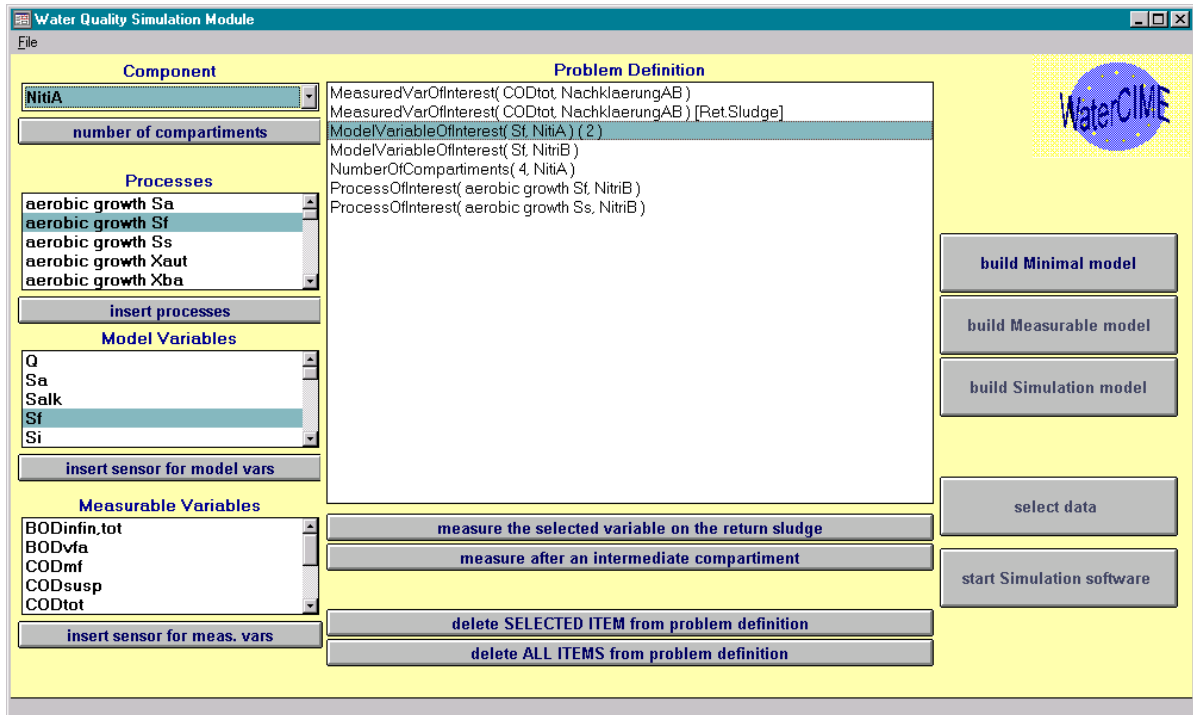 Water Quality Simulation Module
File
Component
NitiA
number of compartiments
Processes
aerobic growth Sa
aerobic growth Sf
aerobic growth Ss
aerobic growth Xaut
aerobic growth Xba
insert processes
Model Variables
Q
Sa
Salk
Sf
Si
insert sensor for model vars
Measurable Variables
BODinfin,tot
BODvfa
CODmf
CODsusp
CODtot
insert sensor for meas. vars
Problem Definition
MeasuredVarOfInterest( CODtot, NachklaerungAB )
MeasuredVarOfInterest( CODtot, NachklaerungAB ) [Ret.Sludge]
ModelVariableOfInterest( Sf, NitiA ) ( 2 )
ModelVariableOfInterest( Sf, NitriB )
NumberOfCompartments( 4, NitiA )
ProcessOfInterest( aerobic growth Sf, NitriB )
ProcessOfInterest( aerobic growth Ss, NitriB )
measure the selected variable on the return sludge
measure after an intermediate compartiment
delete SELECTED ITEM from problem definition
delete ALL ITEMS from problem definition
WaterCIME
build Minimal model
build Measurable model
build Simulation model
select data
start Simulation software